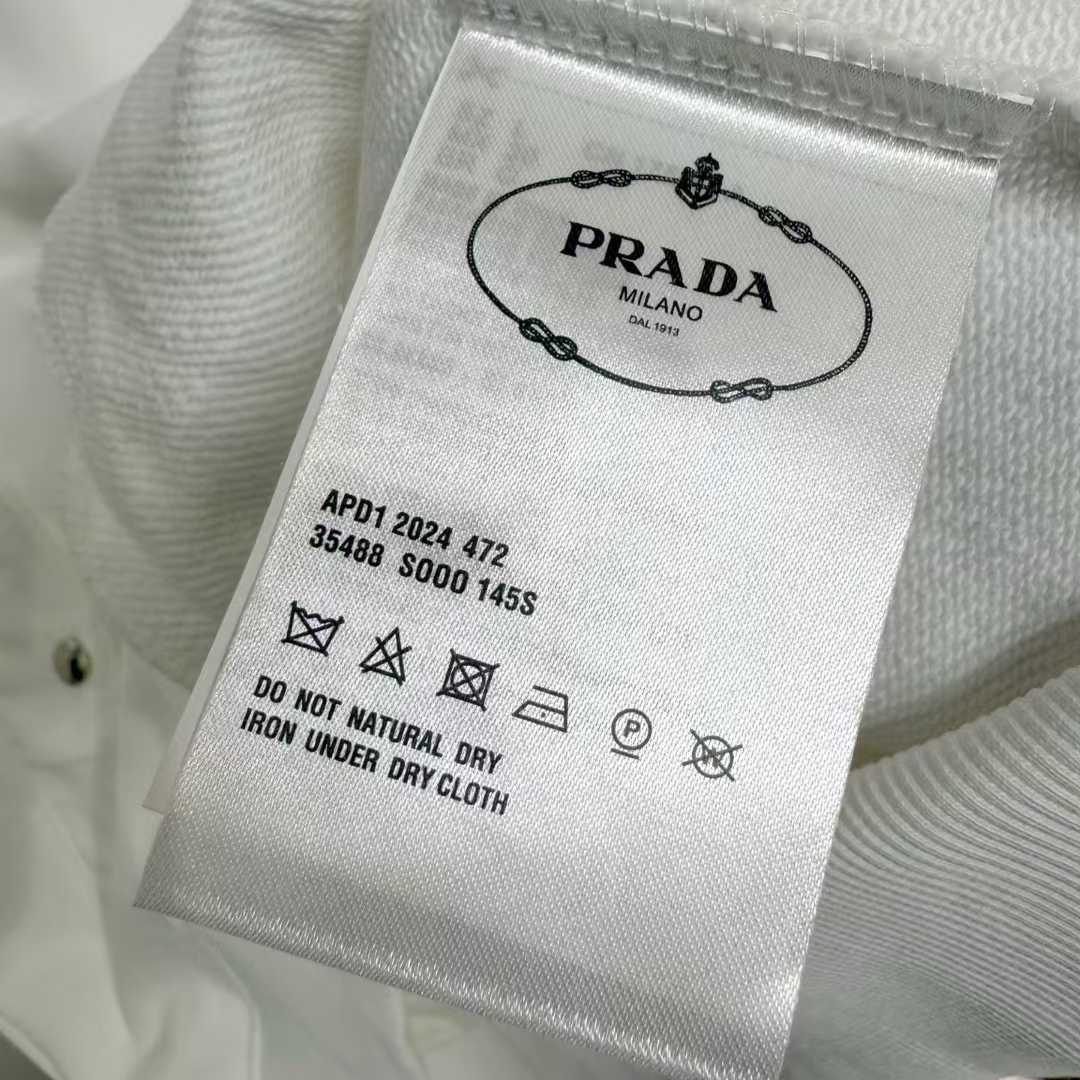 PRADA
MILANO
DAL 1913
APD1 2024 472
35488 S000 145S
P
W
DO NOT NATURAL DRY
IRON UNDER DRY CLOTH